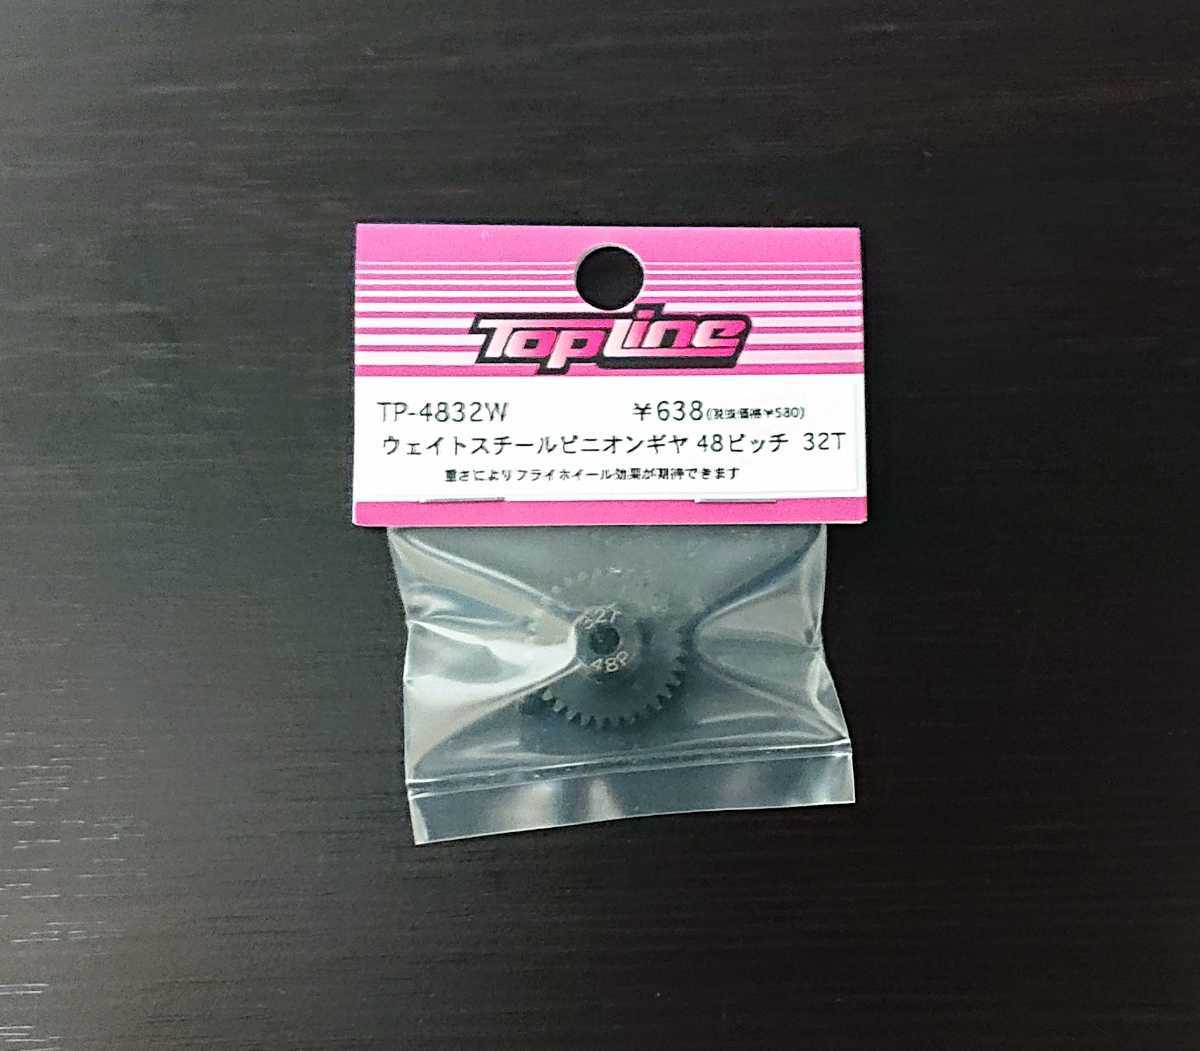 TopLine
TP-4832W ¥638(税抜価格¥580)
ウェイトスチールピニオンギヤ 48ピッチ 32T
重さによりフライホイール効果が期待できます
32T
48P